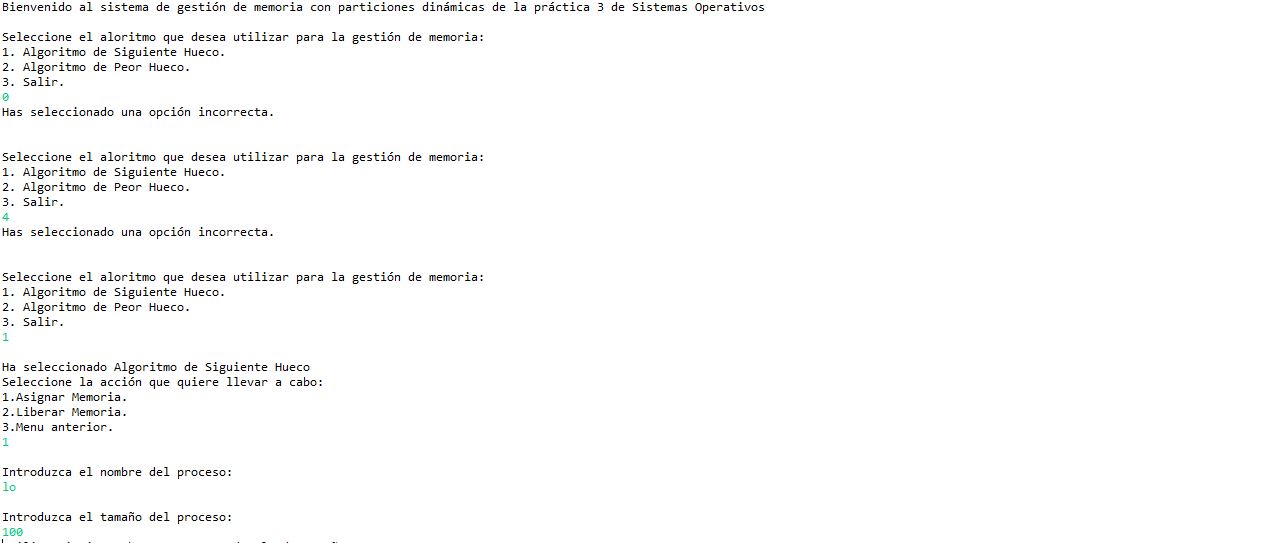 Bienvenido al sistema de gestión de memoria con particiones dinámicas de la práctica 3 de Sistemas Operativos
Seleccione el aloritmo que desea utilizar para la gestión de memoria:
1. Algoritmo de Siguiente Hueco.
2. Algoritmo de Peor Hueco.
3. Salir.
0
Has seleccionado una opción incorrecta.
Seleccione el aloritmo que desea utilizar para la gestión de memoria:
1. Algoritmo de Siguiente Hueco.
2. Algoritmo de Peor Hueco.
3. Salir.
4
Has seleccionado una opción incorrecta.
Seleccione el aloritmo que desea utilizar para la gestión de memoria:
1. Algoritmo de Siguiente Hueco.
2. Algoritmo de Peor Hueco.
3. Salir.
1
Ha seleccionado Algoritmo de Siguiente Hueco
Seleccione la acción que quiere llevar a cabo:
1.Asignar Memoria.
2.Liberar Memoria.
3.Menu anterior.
1
Introduzca el nombre del proceso:
lo
Introduzca el tamaño del proceso:
100